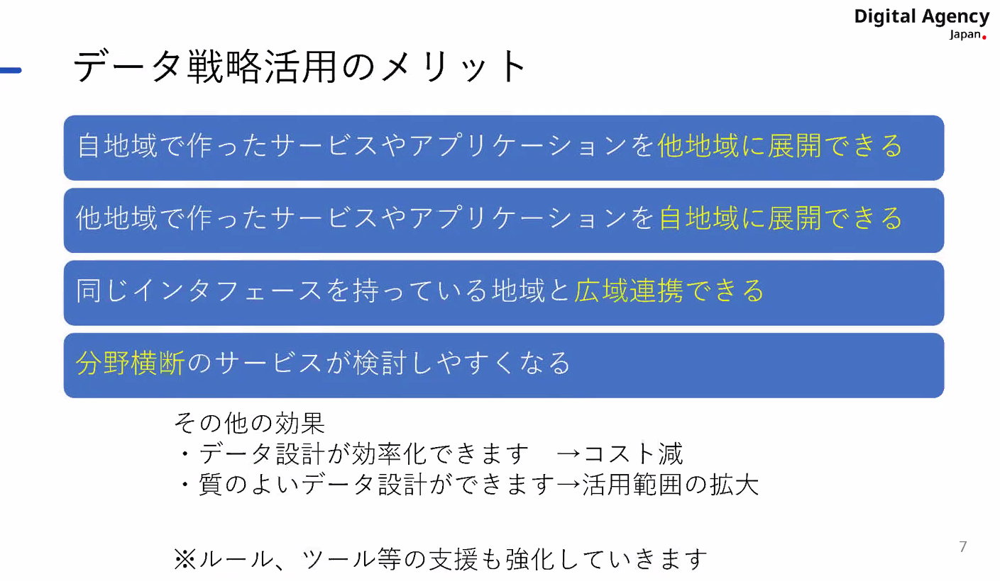 Digital Agency
Japan.
データ戦略活用のメリット
自地域で作ったサービスやアプリケーションを他地域に展開できる
他地域で作ったサービスやアプリケーションを自地域に展開できる
同じインタフェースを持っている地域と広域連携できる
分野横断のサービスが検討しやすくなる
その他の効果
・データ設計が効率化できます　→コスト減
・質のよいデータ設計ができます→活用範囲の拡大
※ルール、ツール等の支援も強化していきます
7